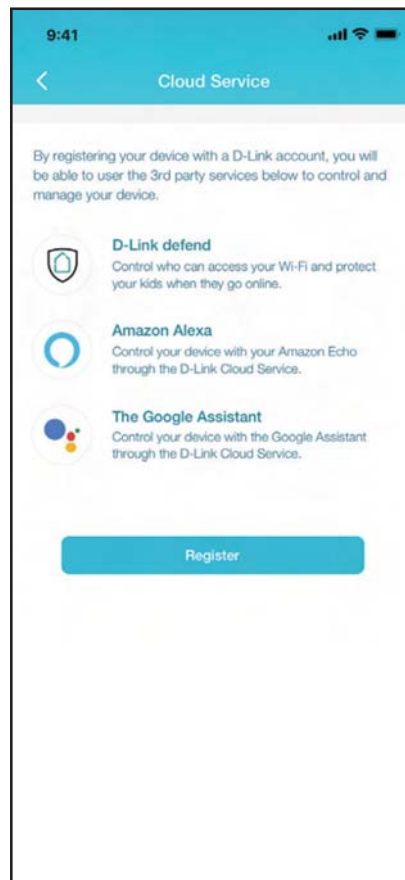 9:41
Cloud Service
By registering your device with a D-Link account, you will
be able to user the 3rd party services below to control and
manage your device.
D-Link defend
Control who can access your Wi-Fi and protect
your kids when they go online.
Amazon Alexa
Control your device with your Amazon Echo
through the D-Link Cloud Service.
The Google Assistant
Control your device with the Google Assistant
through the D-Link Cloud Service.
Register